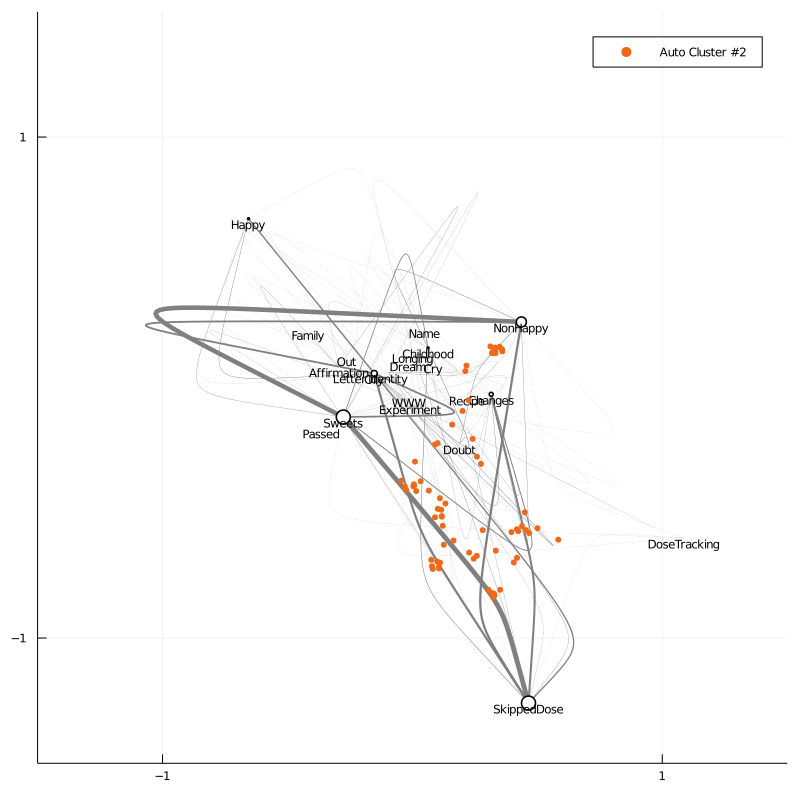 Auto Cluster #2
1
Happy
NonHappy
Name
Family
Childhood
Longing
Out
Dream
Cry
Affirmation
Identity
WWW
Recipe
Changes
Experiment
Sweets
Passed
Doubt
DoseTracking
−1
SkippedDose
−1
1